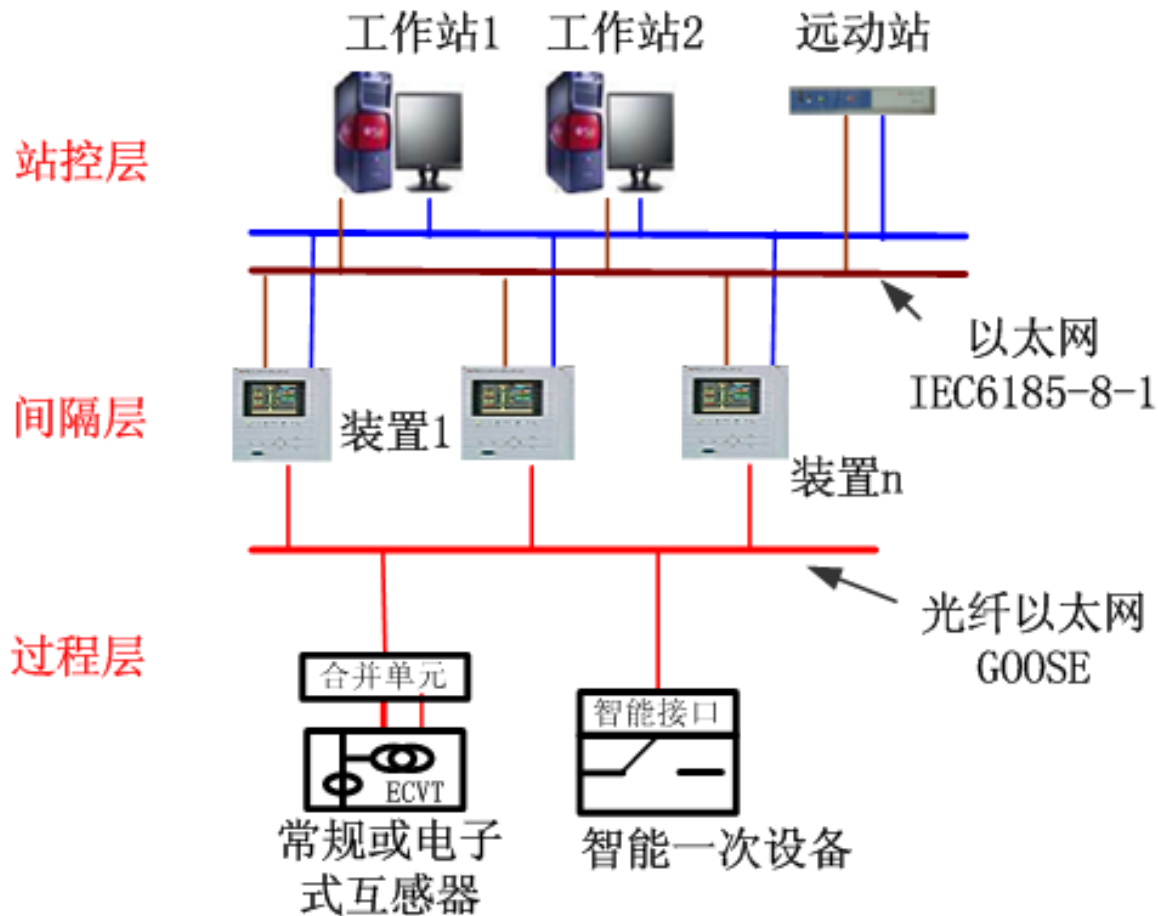 工作站1
工作站2
远动站
站控层
以太网
IEC6185-8-1
间隔层
装置1
装置n
光纤以太网
GOOSE
过程层
合并单元
智能接口
ECVT
常规或电子
式互感器
智能一次设备